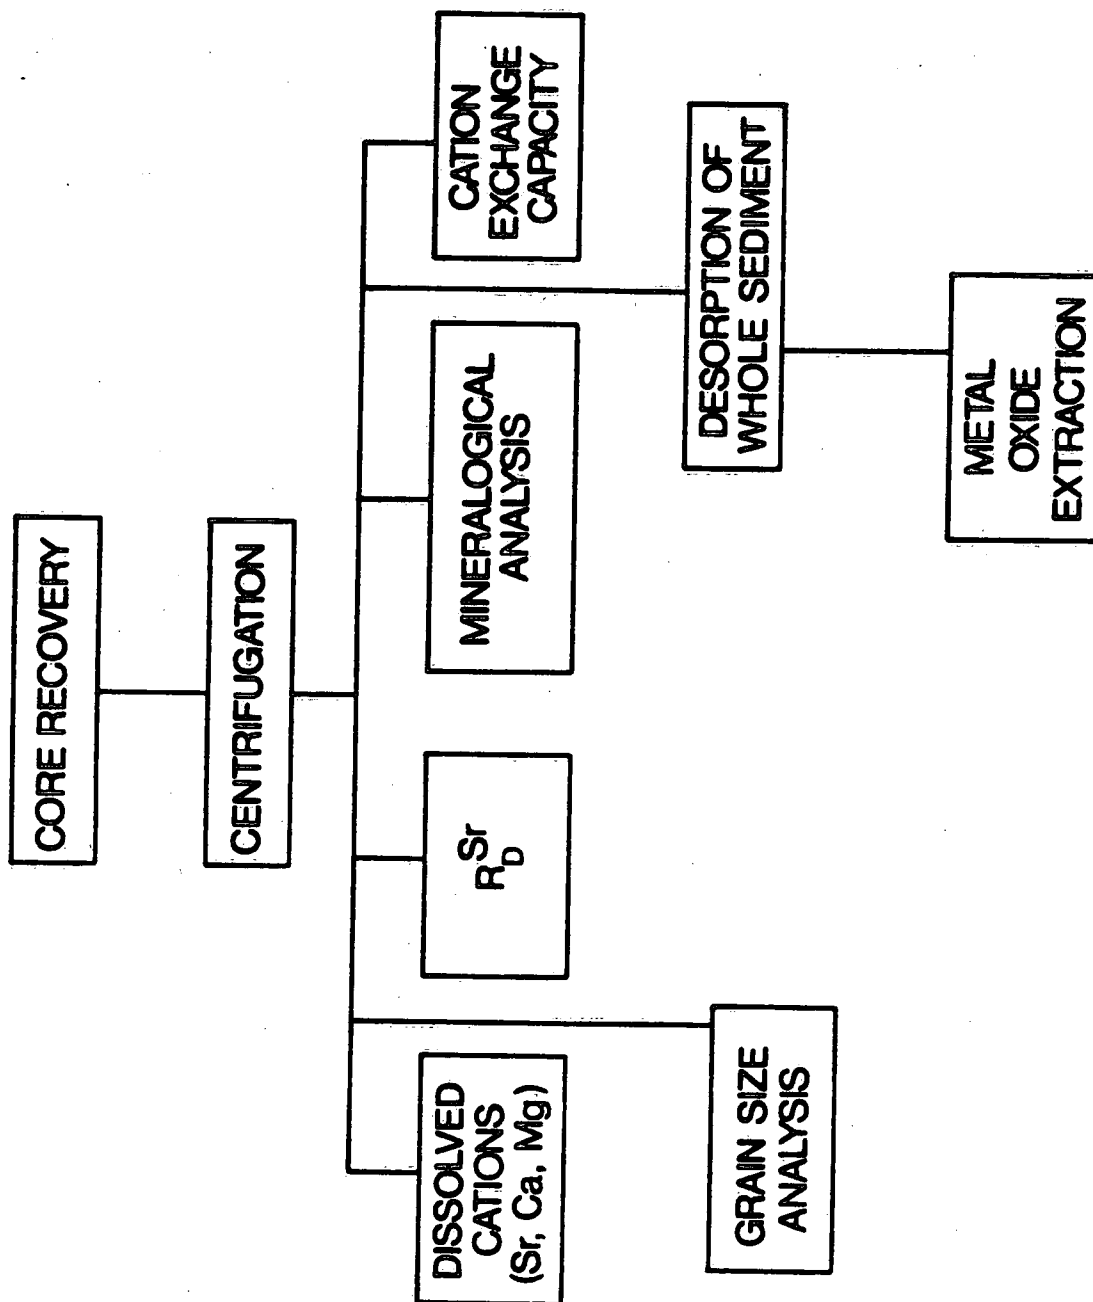 CORE RECOVERY
CENTRIFUGATION
DISSOLVED
CATIONS
(Sr, Ca, Mg)
R_D^Sr
MINERALOGICAL
ANALYSIS
CATION
EXCHANGE
CAPACITY
GRAIN SIZE
ANALYSIS
DESORPTION OF
WHOLE SEDIMENT
METAL
OXIDE
EXTRACTION